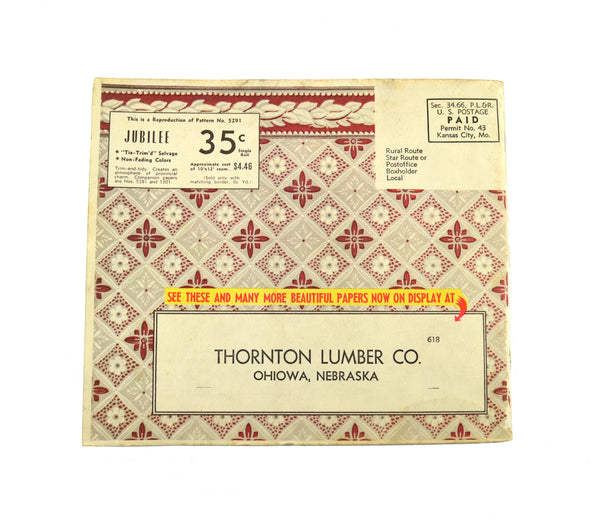 This is a Reproduction of Pattern No. 5291
JUBILEE
★ "Tie-Trim'd" Selvage
★ Non-Fading Colors
Trim-and-tidy. Creates an
atmosphere of provincial
charm. Companion papers
are Nos. 5281 and 5301.
35c Single Roll
Approximate cost
of 10'x12' room. $4.46
(Sold only with
matching border, 6c Yd.)
Sec. 34.66, P.L.&R.
U. S. POSTAGE
PAID
Permit No. 43
Kansas City, Mo.
Rural Route
Star Route or
Postoffice
Boxholder
Local
SEE THESE AND MANY MORE BEAUTIFUL PAPERS NOW ON DISPLAY AT
618
THORNTON LUMBER CO.
OHIOWA, NEBRASKA